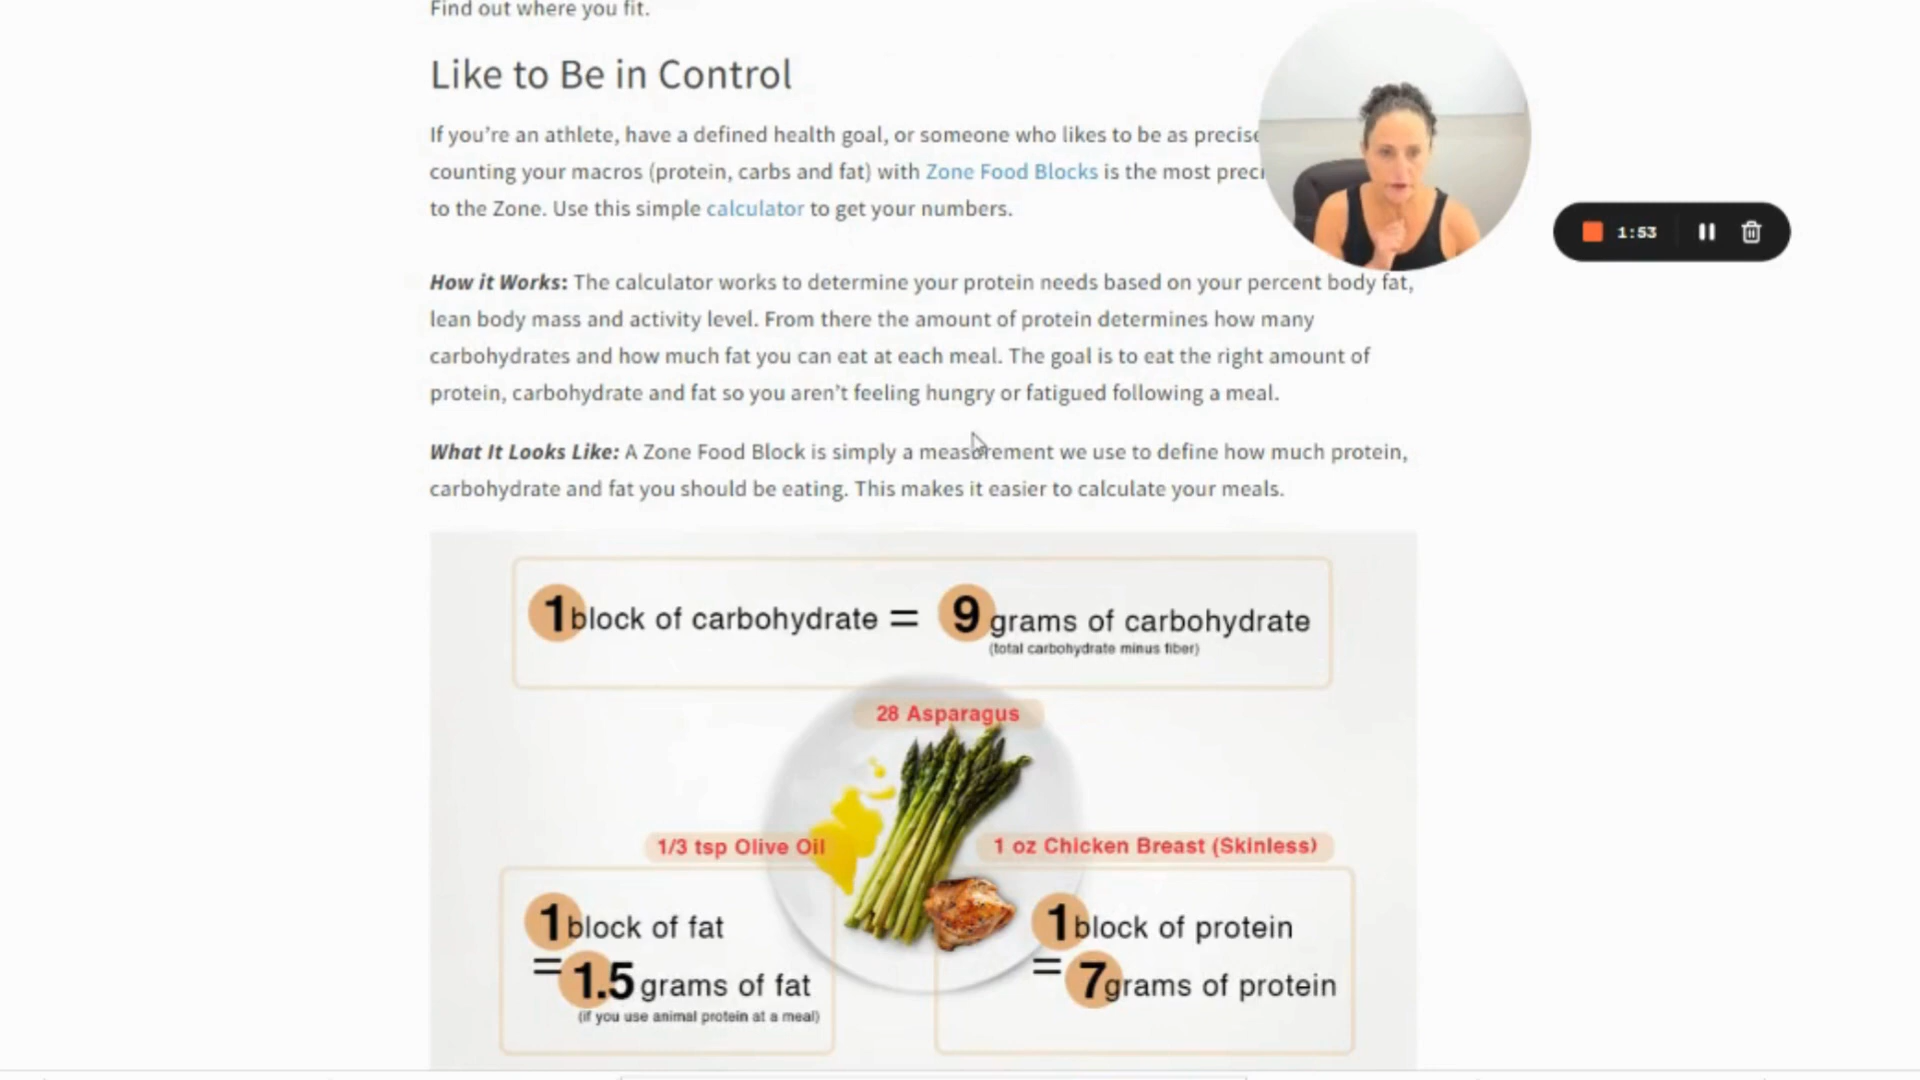 Find out where you fit.
Like to Be in Control
If you're an athlete, have a defined health goal, or someone who likes to be as precise
counting your macros (protein, carbs and fat) with Zone Food Blocks is the most
to the Zone. Use this simple calculator to get your numbers.
1:53
How it Works: The calculator works to determine your protein needs based on your percent body fat,
lean body mass and activity level. From there the amount of protein determines how many
carbohydrates and how much fat you can eat at each meal. The goal is to eat the right amount of
protein, carbohydrate and fat so you aren't feeling hungry or fatigued following a meal.
What It Looks Like: A Zone Food Block is simply a measurement we use to define how much protein,
carbohydrate and fat you should be eating. This makes it easier to calculate your meals.
1 block of carbohydrate = 9 grams of carbohydrate
(total carbohydrate minus fiber)
28 Asparagus
1/3 tsp Olive Oil
1 oz Chicken Breast (Skinless)
1 block of fat
= 1.5 grams of fat
(if you use animal protein at a meal)
1 block of protein
= 7 grams of protein